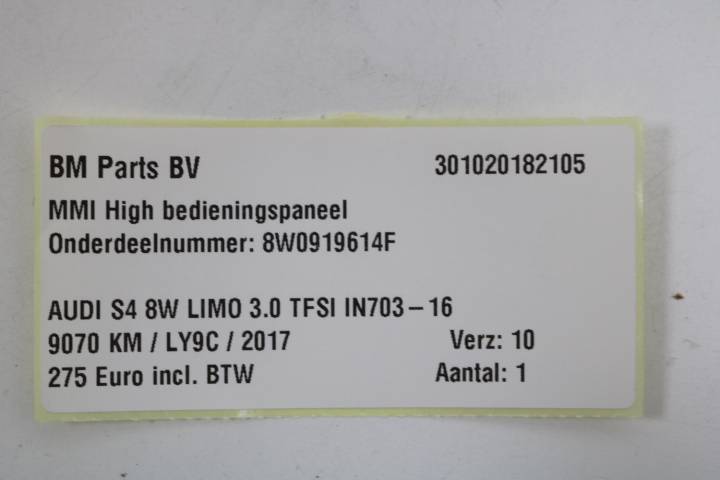 BM Parts BV 301020182105
MMI High bedieningspaneel
Onderdeelnummer: 8W0919614F
AUDI S4 8W LIMO 3.0 TFSI IN703-16
9070 KM / LY9C / 2017 Verz: 10
275 Euro incl. BTW Aantal: 1